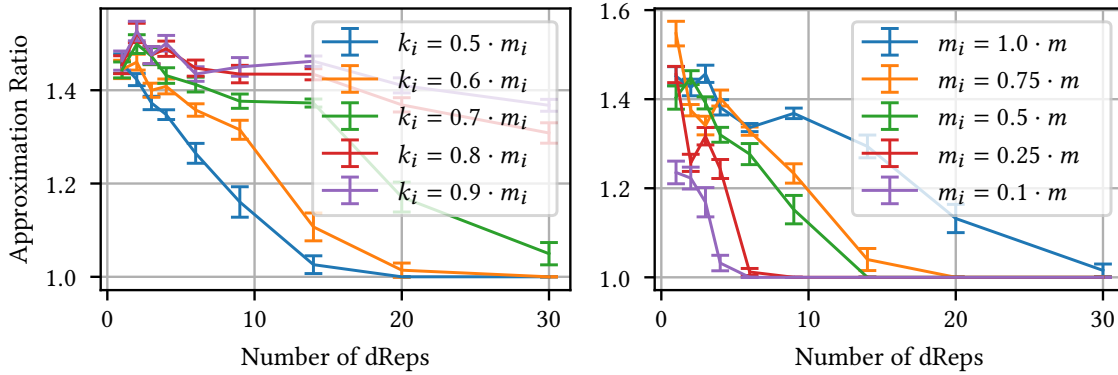 Approximation Ratio
1.4
1.2
1.0
0
10
20
30
Number of dReps
k_i = 0.5 · m_i
k_i = 0.6 · m_i
k_i = 0.7 · m_i
k_i = 0.8 · m_i
k_i = 0.9 · m_i
1.6
1.4
1.2
1.0
0
10
20
30
Number of dReps
m_i = 1.0 · m
m_i = 0.75 · m
m_i = 0.5 · m
m_i = 0.25 · m
m_i = 0.1 · m